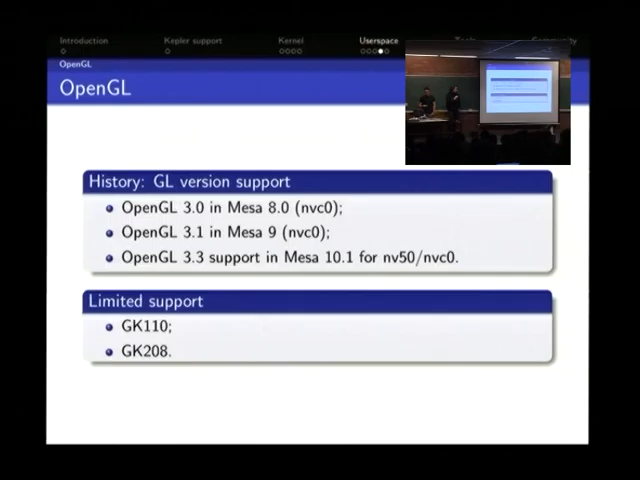 Introduction
Kepler support
Kernel
Userspace
OpenGL
OpenGL
History: GL version support
OpenGL 3.0 in Mesa 8.0 (nvc0);
OpenGL 3.1 in Mesa 9 (nvc0);
OpenGL 3.3 support in Mesa 10.1 for nv50/nvc0.
Limited support
GK110;
GK208.